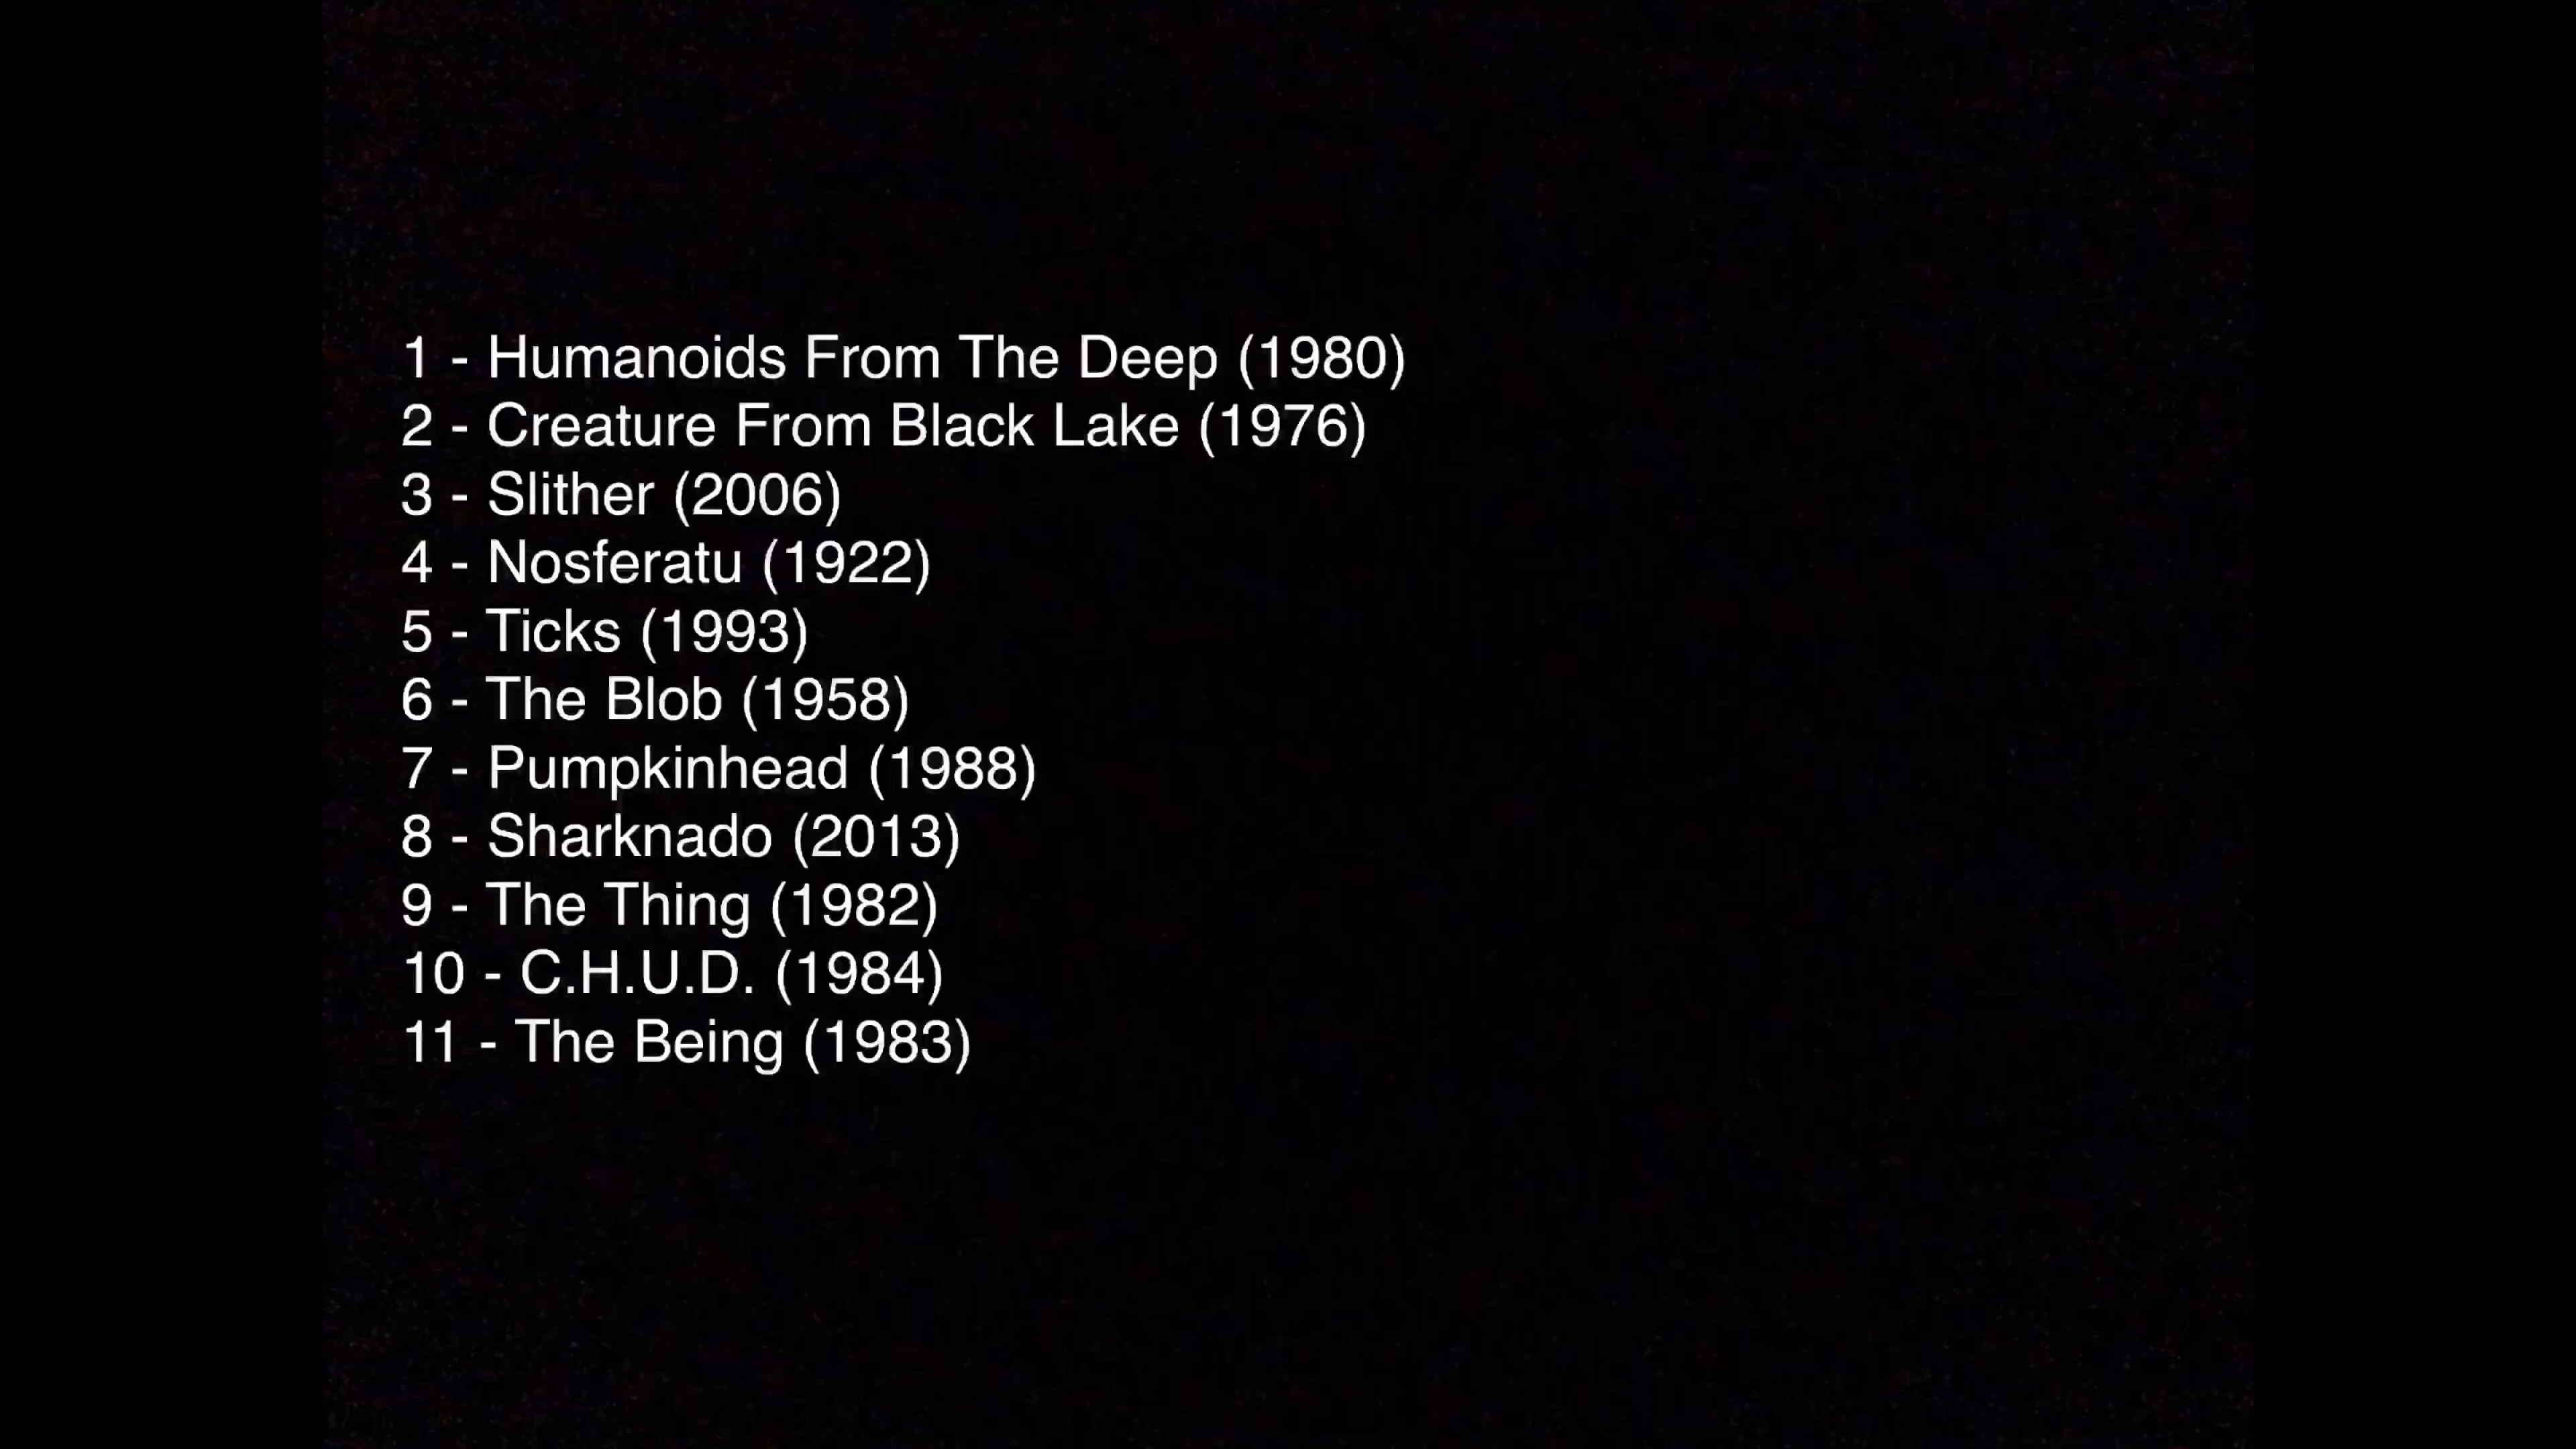 1 - Humanoids From The Deep (1980)
2 - Creature From Black Lake (1976)
3 - Slither (2006)
4 - Nosferatu (1922)
5 - Ticks (1993)
6 - The Blob (1958)
7 - Pumpkinhead (1988)
8 - Sharknado (2013)
9 - The Thing (1982)
10 - C.H.U.D. (1984)
11 - The Being (1983)